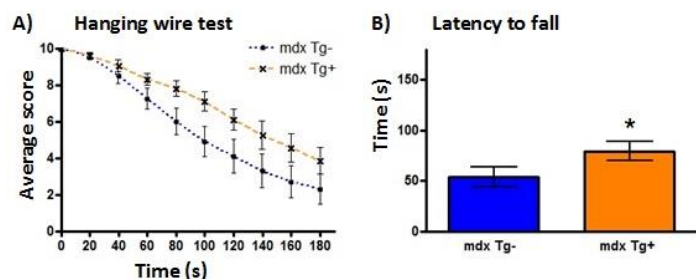 A) Hanging wire test
mdx Tg-
mdx Tg+
Average score
10
8
6
4
2
0
0 20 40 60 80 100 120 140 160 180
Time (s)
B) Latency to fall
Time (s)
150
100
50
0
*
mdx Tg-
mdx Tg+